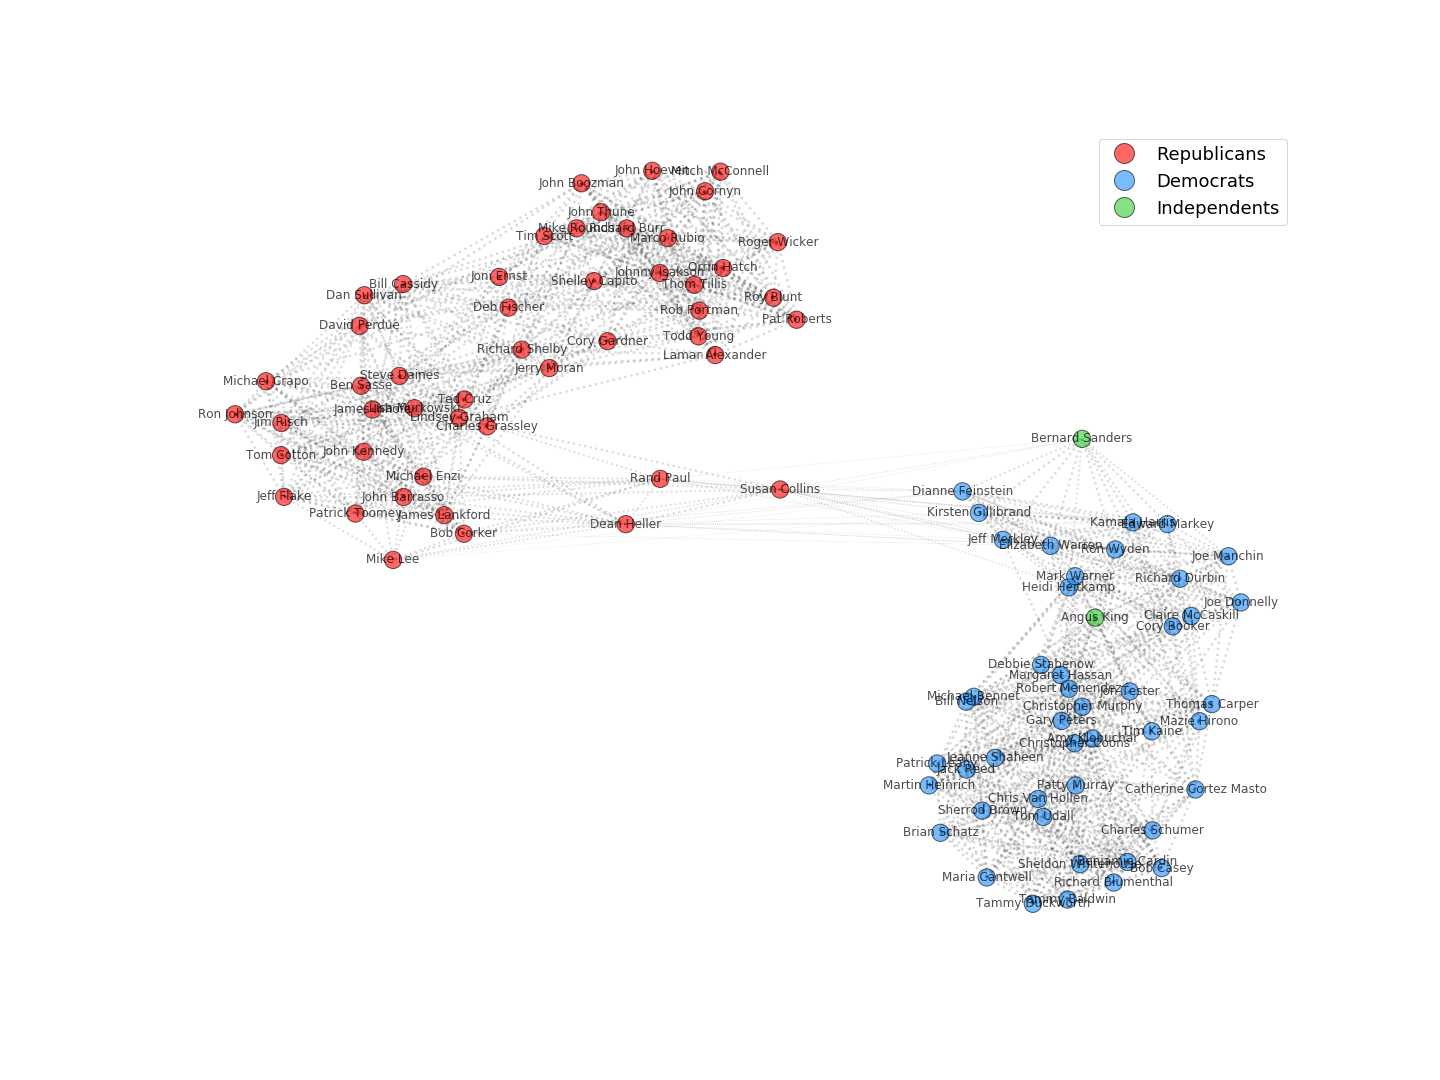 Republicans
Democrats
Independents
John Hoeven
Mitch McConnell
John Boozman
John Cornyn
John Thune
Mike Rounds
Richard Burr
Tim Scott
Marco Rubio
Roger Wicker
Orrin Hatch
Johnny Isakson
Joni Ernst
Shelley Capito
Thom Tillis
Bill Cassidy
Dan Sullivan
Roy Blunt
Deb Fischer
Rob Portman
Pat Roberts
David Perdue
Todd Young
Cory Gardner
Richard Shelby
Lamar Alexander
Jerry Moran
Steve Daines
Michael Crapo
Ben Sasse
Ted Cruz
James Inhofe
Lisa Murkowski
Ron Johnson
Lindsey Graham
Jim Risch
Charles Grassley
Bernard Sanders
John Kennedy
Tom Cotton
Michael Enzi
Rand Paul
Susan Collins
Dianne Feinstein
Jeff Flake
John Barrasso
Patrick Toomey
James Lankford
Kirsten Gillibrand
Kamala Harris
Edward Markey
Dean Heller
Bob Corker
Jeff Merkley
Elizabeth Warren
Ron Wyden
Joe Manchin
Mike Lee
Mark Warner
Richard Durbin
Heidi Heitkamp
Joe Donnelly
Claire McCaskill
Angus King
Cory Booker
Debbie Stabenow
Margaret Hassan
Robert Menendez
Jon Tester
Michael Bennet
Bill Nelson
Christopher Murphy
Thomas Carper
Gary Peters
Mazie Hirono
Tim Kaine
Amy Klobuchar
Christopher Coons
Jeanne Shaheen
Patrick Leahy
Jack Reed
Martin Heinrich
Patty Murray
Catherine Cortez Masto
Chris Van Hollen
Sherrod Brown
Tom Udall
Brian Schatz
Charles Schumer
Sheldon Whitehouse
Benjamin Cardin
Bob Casey
Maria Cantwell
Richard Blumenthal
Tammy Baldwin
Tammy Duckworth